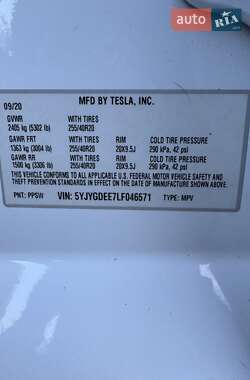 AUTO RIA
MFD BY TESLA, INC.
09/20
GVWR WITH TIRES
2405 kg (5302 lb) 255/40R20
GAWR FRT WITH TIRES RIM COLD TIRE PRESSURE
1363 kg (3004 lb) 255/40R20 20X9.5J 290 kPa, 42 psi
GAWR RR WITH TIRES RIM COLD TIRE PRESSURE
1500 kg (3306 lb) 255/40R20 20X9.5J 290 kPa, 42 psi
THIS VEHICLE CONFORMS TO ALL APPLICABLE U.S. FEDERAL MOTOR VEHICLE SAFETY AND
THEFT PREVENTION STANDARDS IN EFFECT ON THE DATE OF MANUFACTURE SHOWN ABOVE.
PNT: PPSW VIN: 5YJYGDEE7LF046571 TYPE: MPV